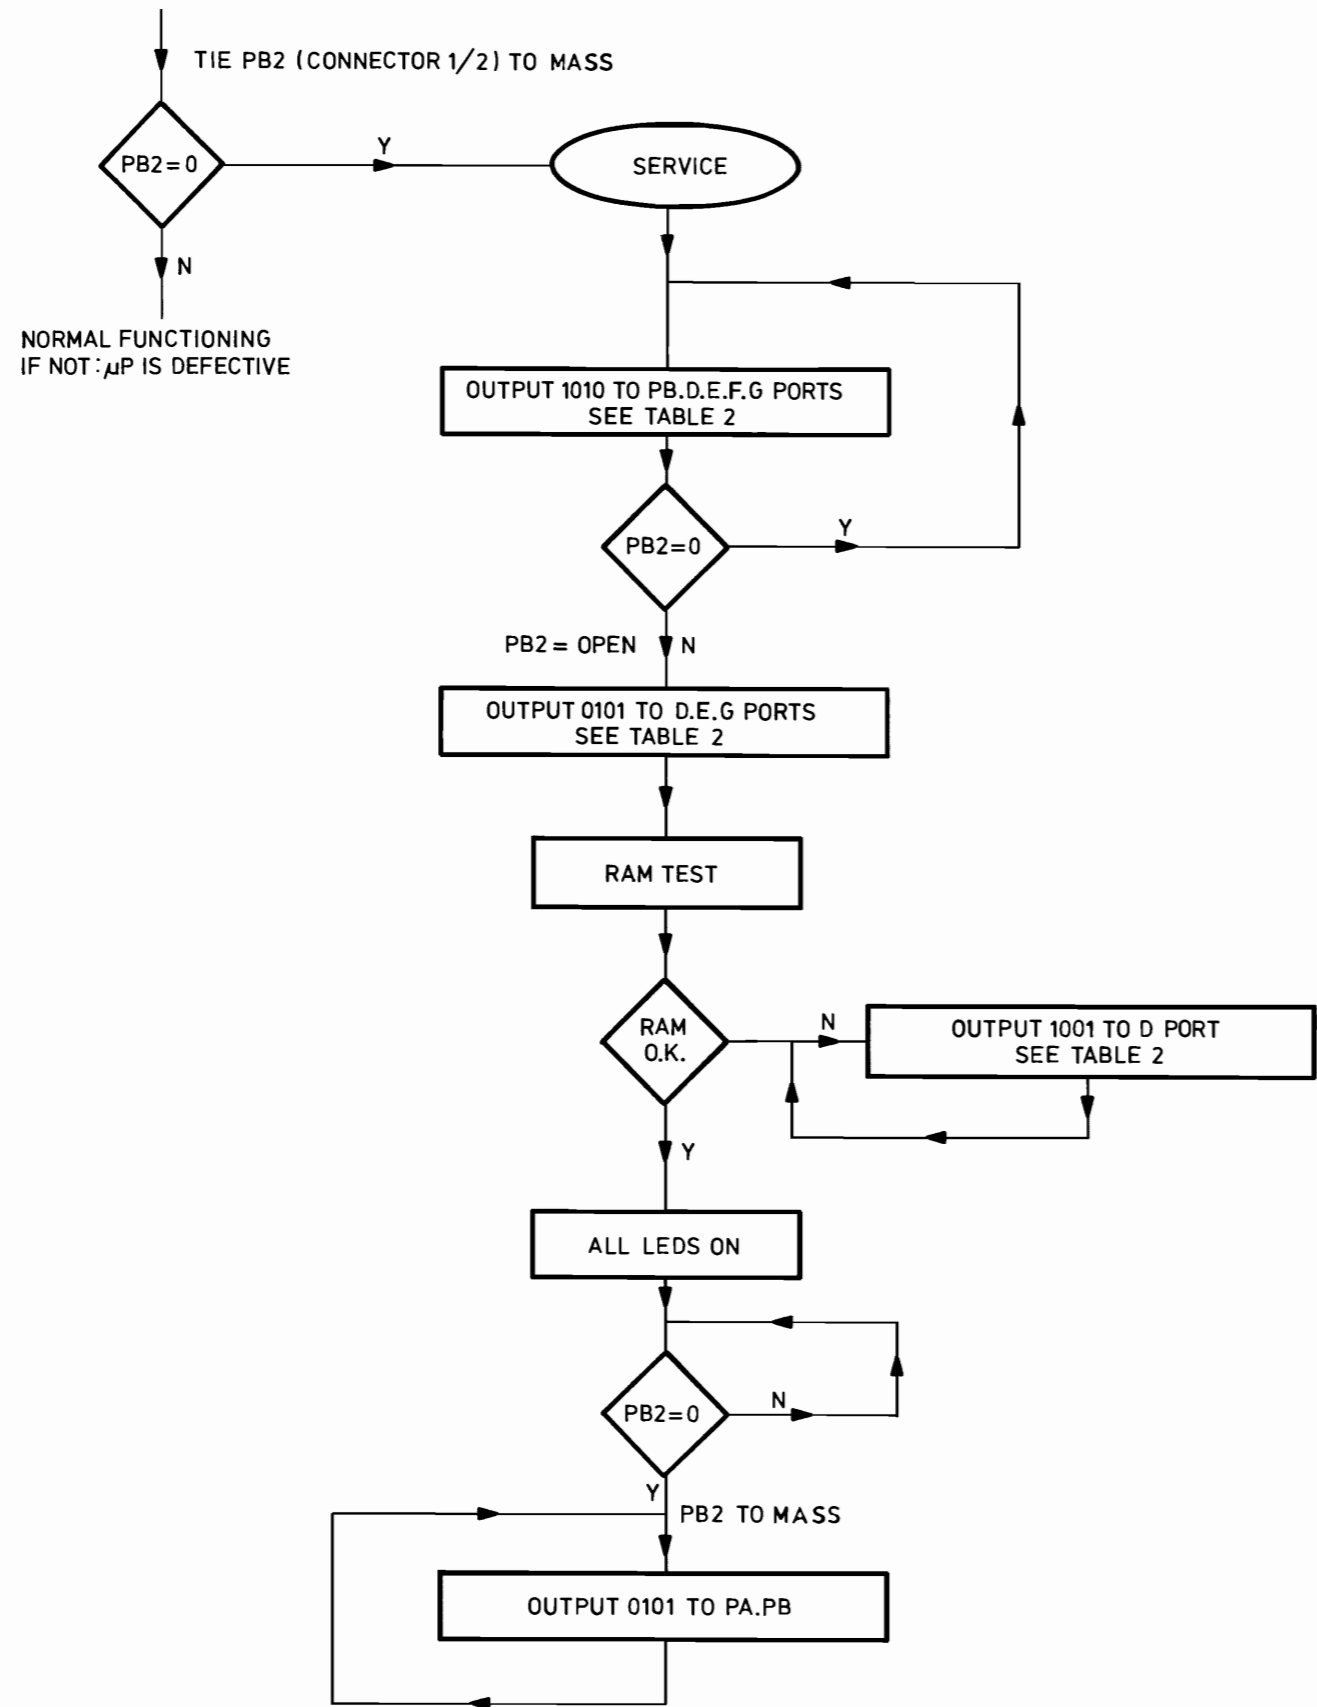 TIE PB2 (CONNECTOR 1/2) TO MASS
PB2=0
Y
SERVICE
N
NORMAL FUNCTIONING
IF NOT: µP IS DEFECTIVE
OUTPUT 1010 TO PB.D.E.F.G PORTS
SEE TABLE 2
PB2=0
Y
PB2= OPEN
N
OUTPUT 0101 TO D.E.G PORTS
SEE TABLE 2
RAM TEST
RAM
O.K.
N
OUTPUT 1001 TO D PORT
SEE TABLE 2
Y
ALL LEDS ON
PB2=0
N
Y
PB2 TO MASS
OUTPUT 0101 TO PA.PB